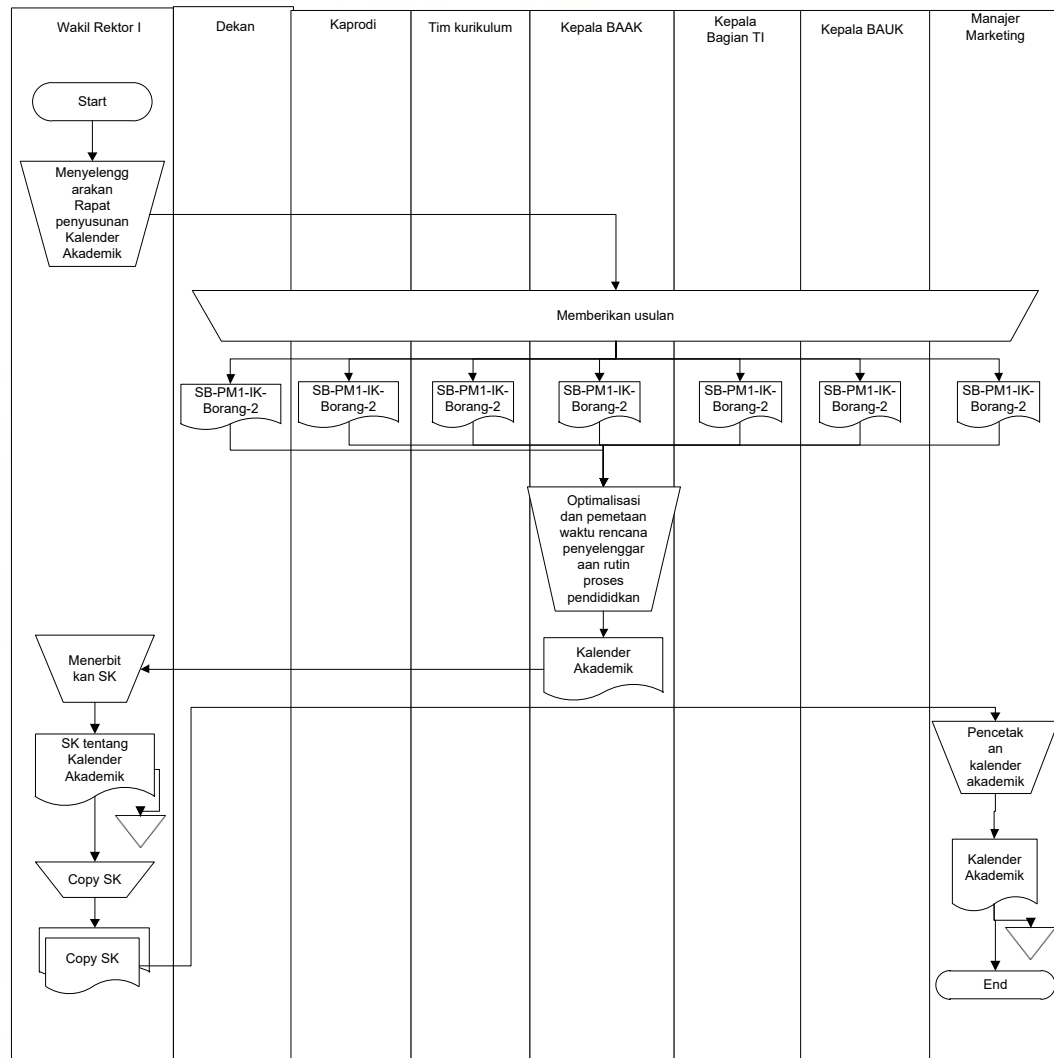 Wakil Rektor I
Dekan
Kaprodi
Tim kurikulum
Kepala BAAK
Kepala
Bagian TI
Kepala BAUK
Manajer
Marketing
Start
Menyelengg
arakan
Rapat
penyusunan
Kalender
Akademik
Memberikan usulan
SB-PM1-IK-
Borang-2
SB-PM1-IK-
Borang-2
SB-PM1-IK-
Borang-2
SB-PM1-IK-
Borang-2
SB-PM1-IK-
Borang-2
SB-PM1-IK-
Borang-2
SB-PM1-IK-
Borang-2
Optimalisasi
dan pemetaan
waktu rencana
penyelenggar
aan rutin
proses
pendididkan
Kalender
Akademik
Menerbit
kan SK
SK tentang
Kalender
Akademik
Copy SK
Copy SK
Pencetak
an
kalender
akademik
Kalender
Akademik
End